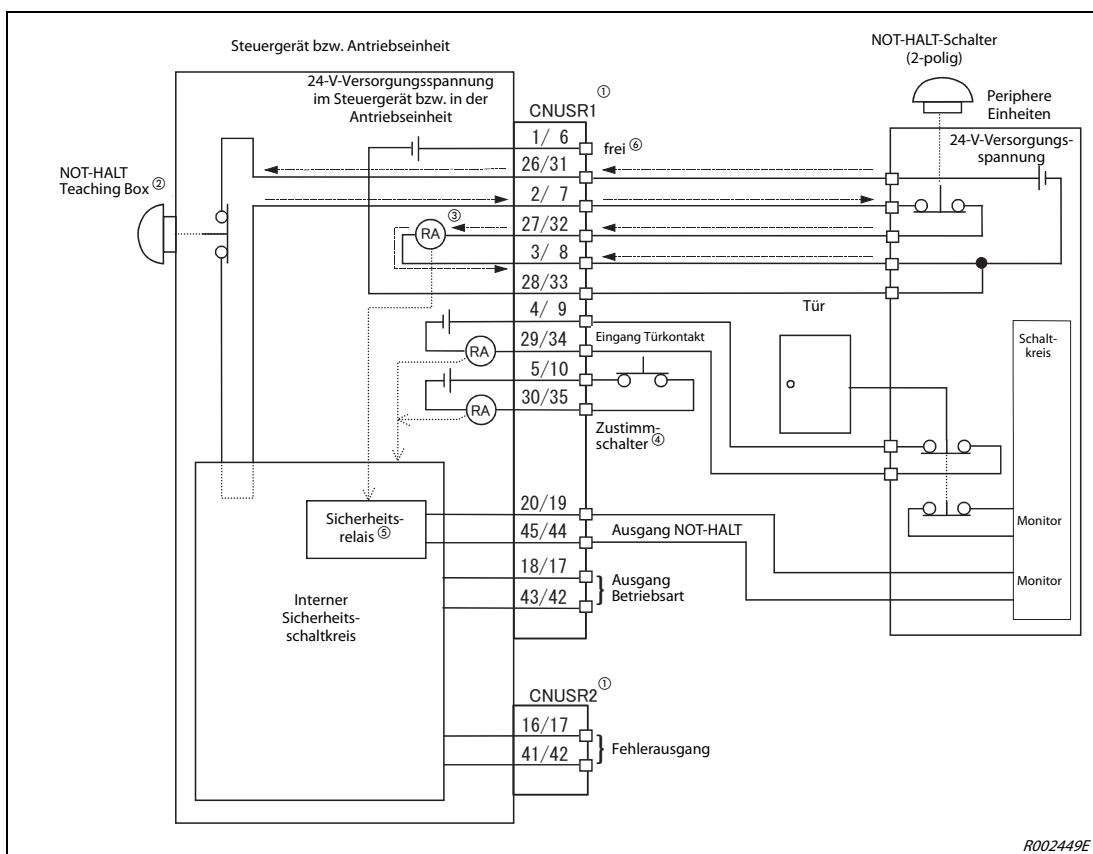 Steuergerät bzw. Antriebseinheit
24-V-Versorgungsspannung
im Steuergerät bzw. in der
Antriebseinheit
NOT-HALT-Schalter
(2-polig)
Periphere
Einheiten
24-V-Versorgungs-
spannung
NOT-HALT
Teaching Box ②
CNUSR1 ①
1/ 6
frei ⑥
26/31
2/ 7
RA ③
27/32
3/ 8
28/33
4/ 9
RA
29/34
Eingang Türkontakt
5/10
RA
30/35
Zustimm-
schalter ④
Tür
Schalt-
kreis
Sicherheits-
relais ⑤
20/19
45/44
Ausgang NOT-HALT
18/17
43/42
Ausgang
Betriebsart
Monitor
Monitor
Interner
Sicherheits-
schaltkreis
CNUSR2 ①
16/17
41/42
Fehlerausgang
R002449E